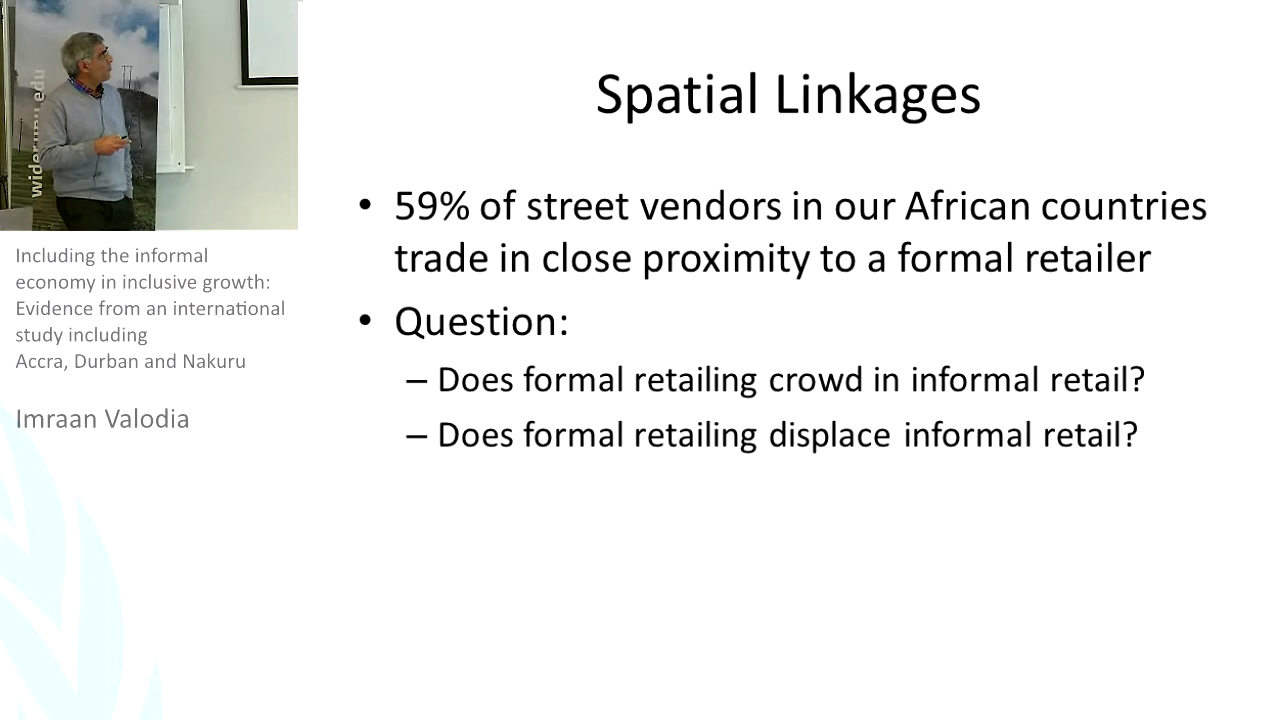 Spatial Linkages
• 59% of street vendors in our African countries
trade in close proximity to a formal retailer
• Question:
– Does formal retailing crowd in informal retail?
– Does formal retailing displace informal retail?
Including the informal
economy in inclusive growth:
Evidence from an international
study including
Accra, Durban and Nakuru
Imraan Valodia